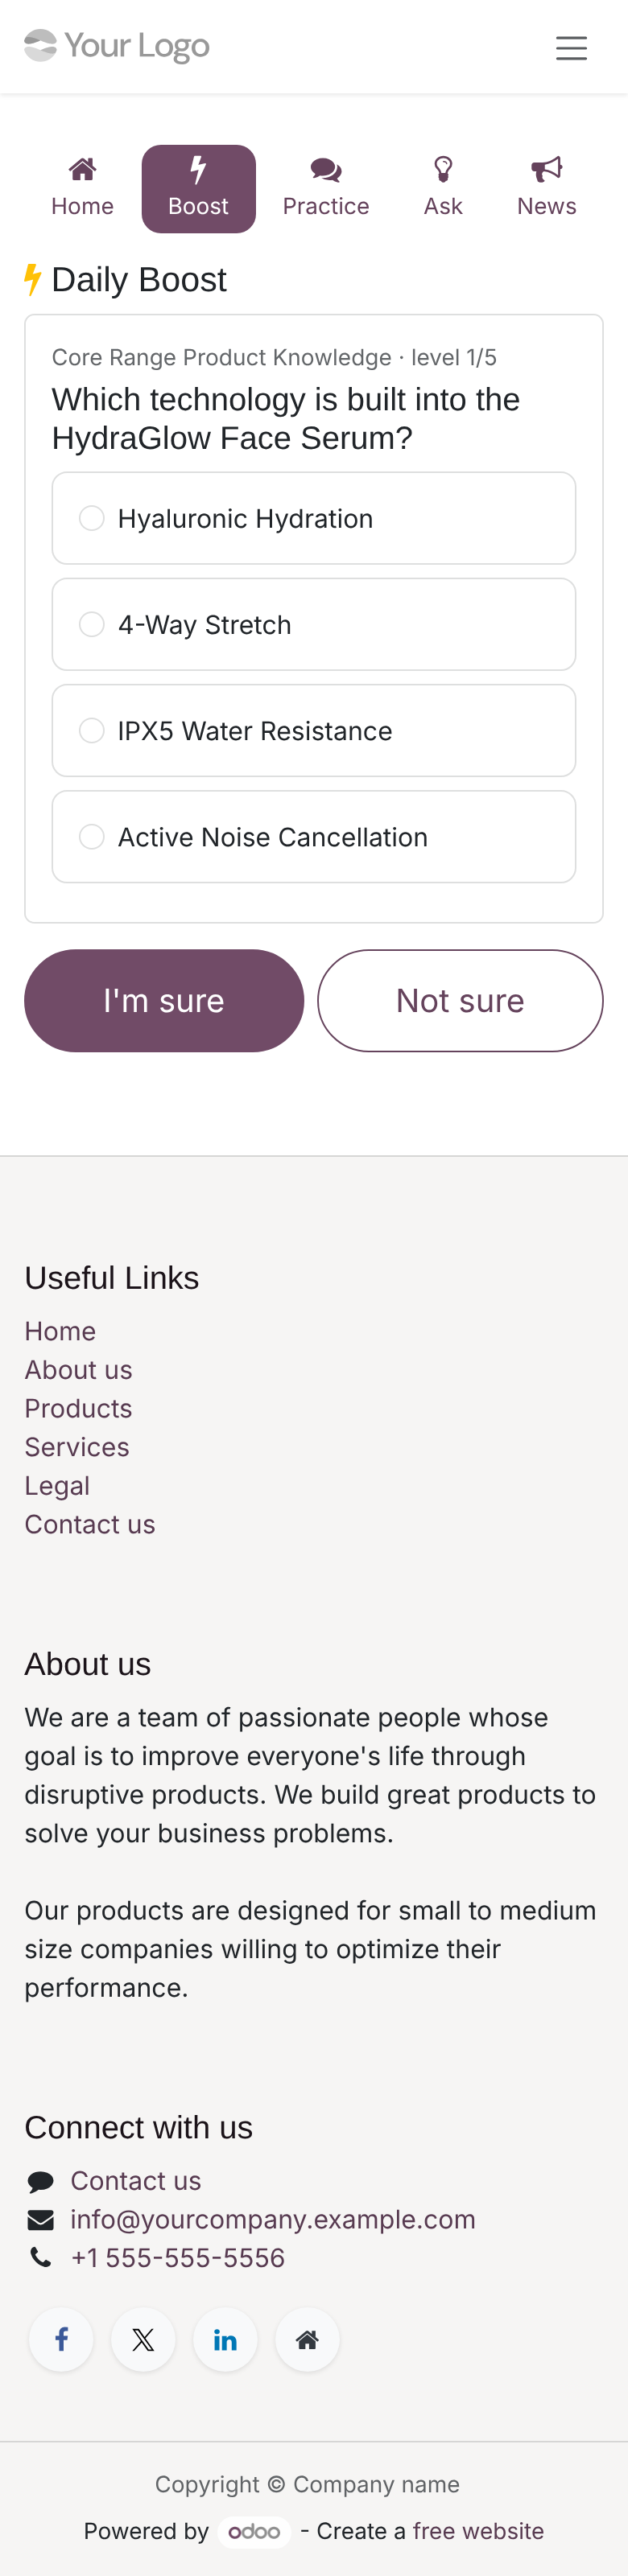 Your Logo
Home
Boost
Practice
Ask
News
Daily Boost
Core Range Product Knowledge · level 1/5
Which technology is built into the
HydraGlow Face Serum?
Hyaluronic Hydration
4-Way Stretch
IPX5 Water Resistance
Active Noise Cancellation
I'm sure
Not sure
Useful Links
Home
About us
Products
Services
Legal
Contact us
About us
We are a team of passionate people whose
goal is to improve everyone's life through
disruptive products. We build great products to
solve your business problems.
Our products are designed for small to medium
size companies willing to optimize their
performance.
Connect with us
Contact us
info@yourcompany.example.com
+1 555-555-5556
Copyright © Company name
Powered by odoo - Create a free website